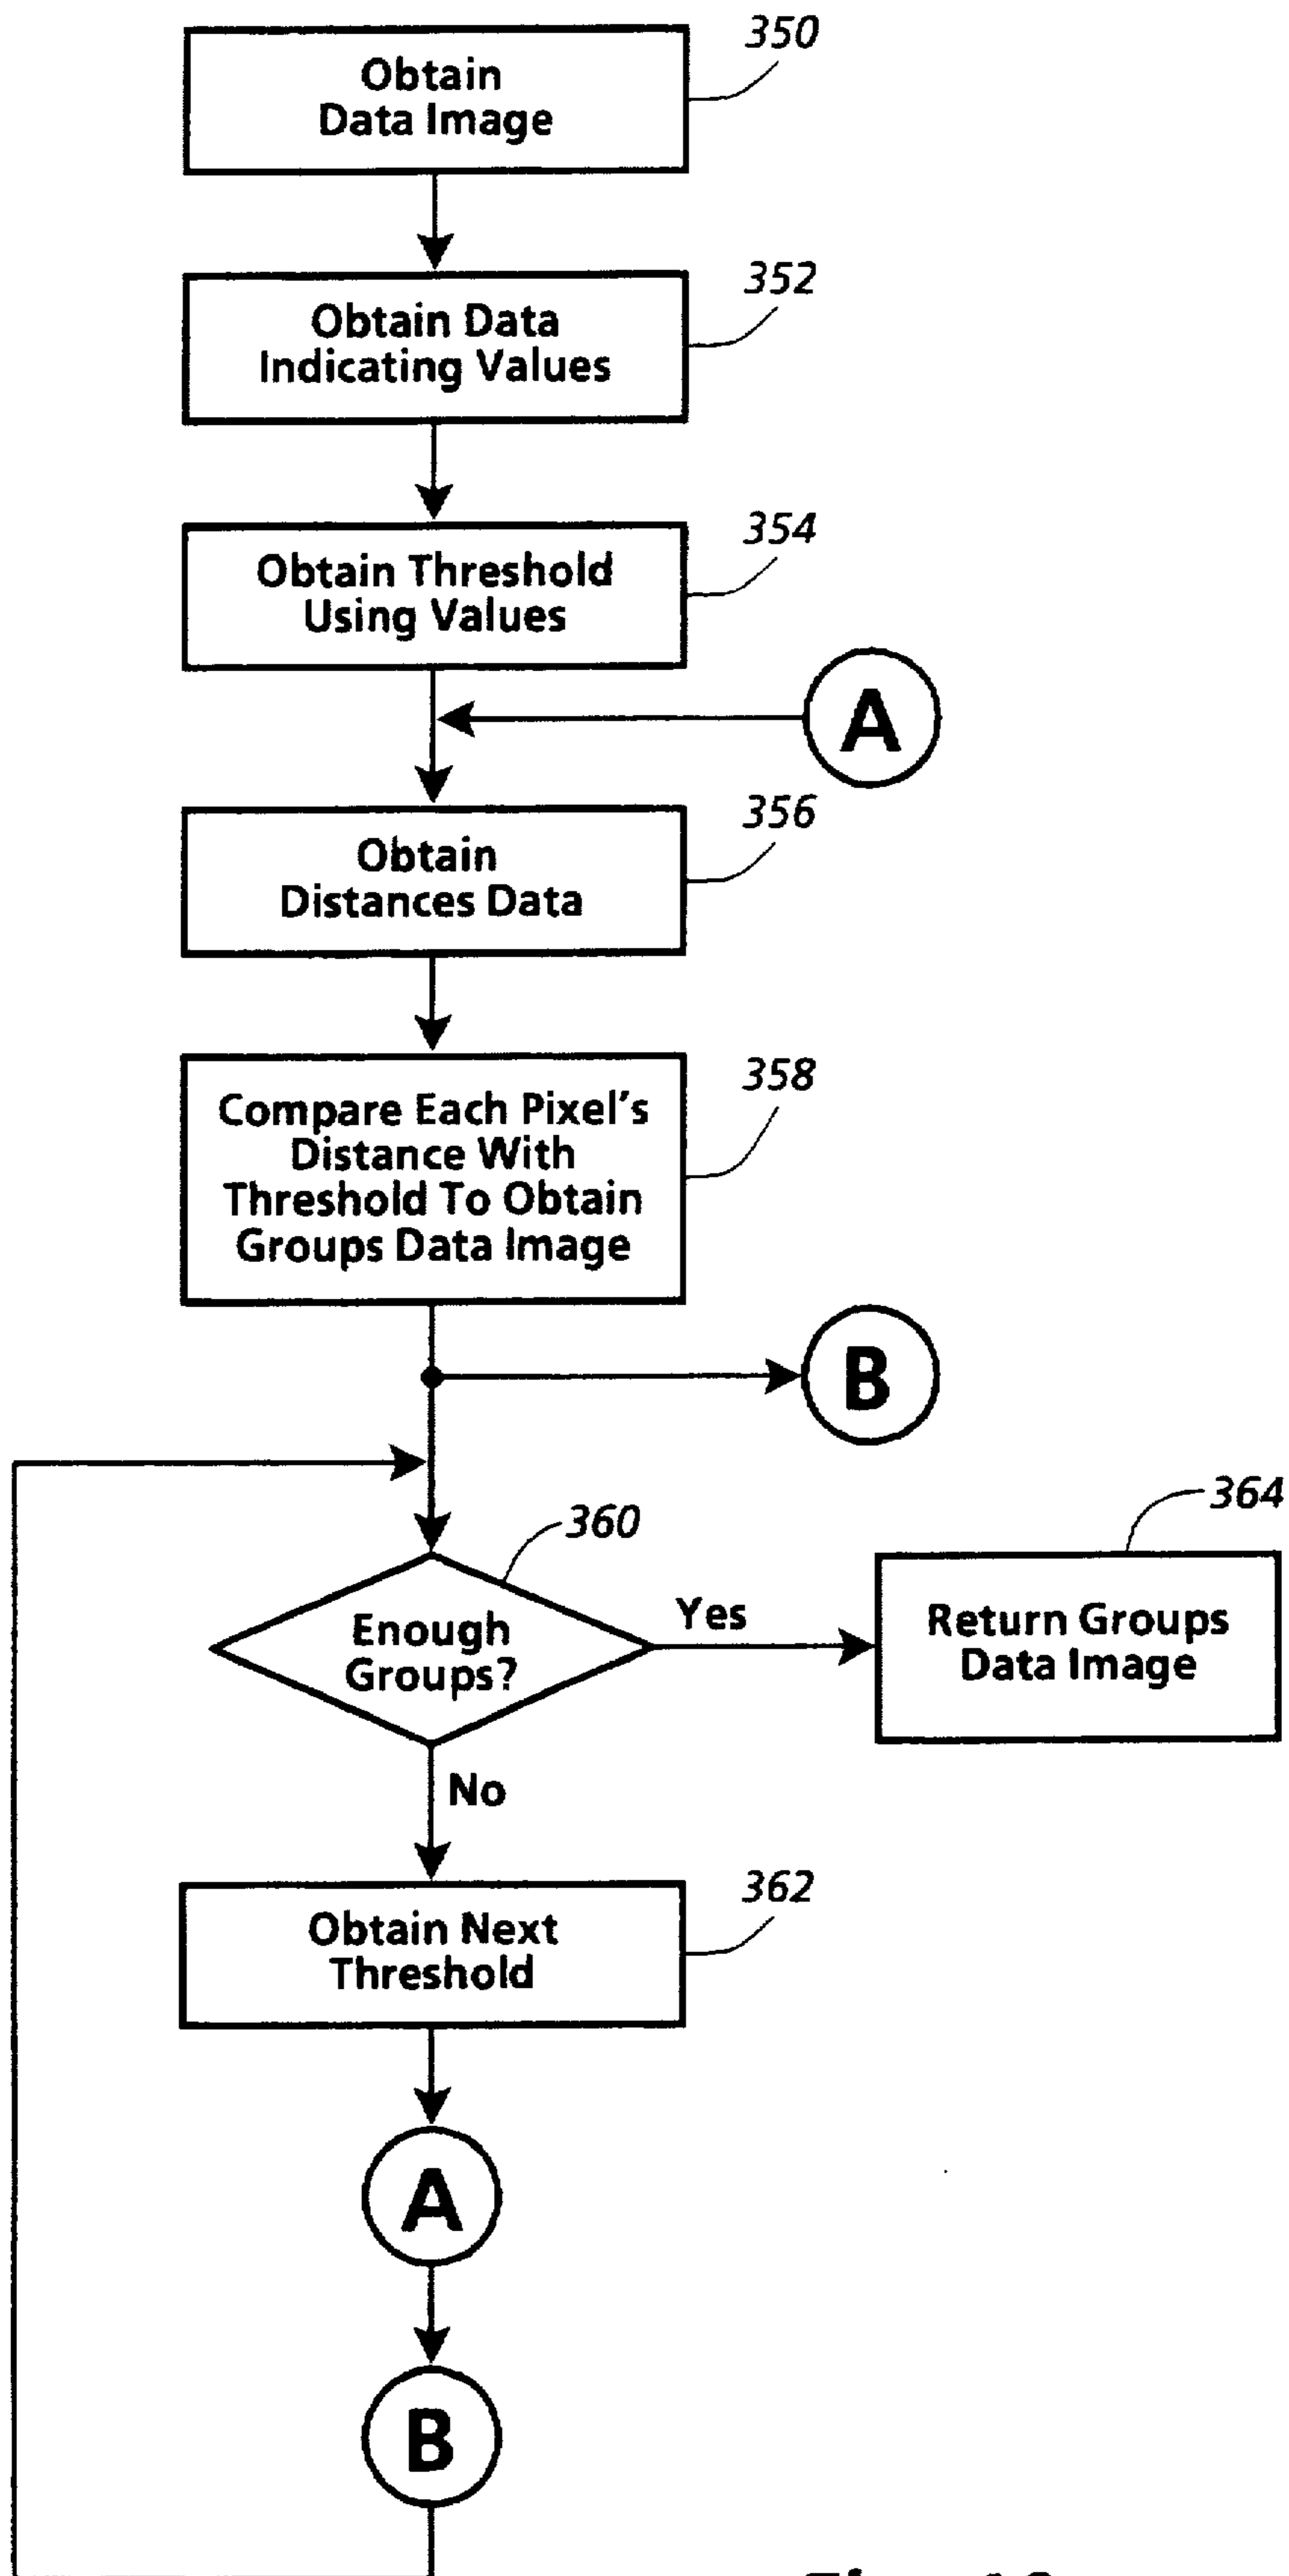 350
Obtain
Data Image
352
Obtain Data
Indicating Values
354
Obtain Threshold
Using Values
A
356
Obtain
Distances Data
358
Compare Each Pixel's
Distance With
Threshold To Obtain
Groups Data Image
B
360
Enough
Groups?
Yes
364
Return Groups
Data Image
No
362
Obtain Next
Threshold
A
B